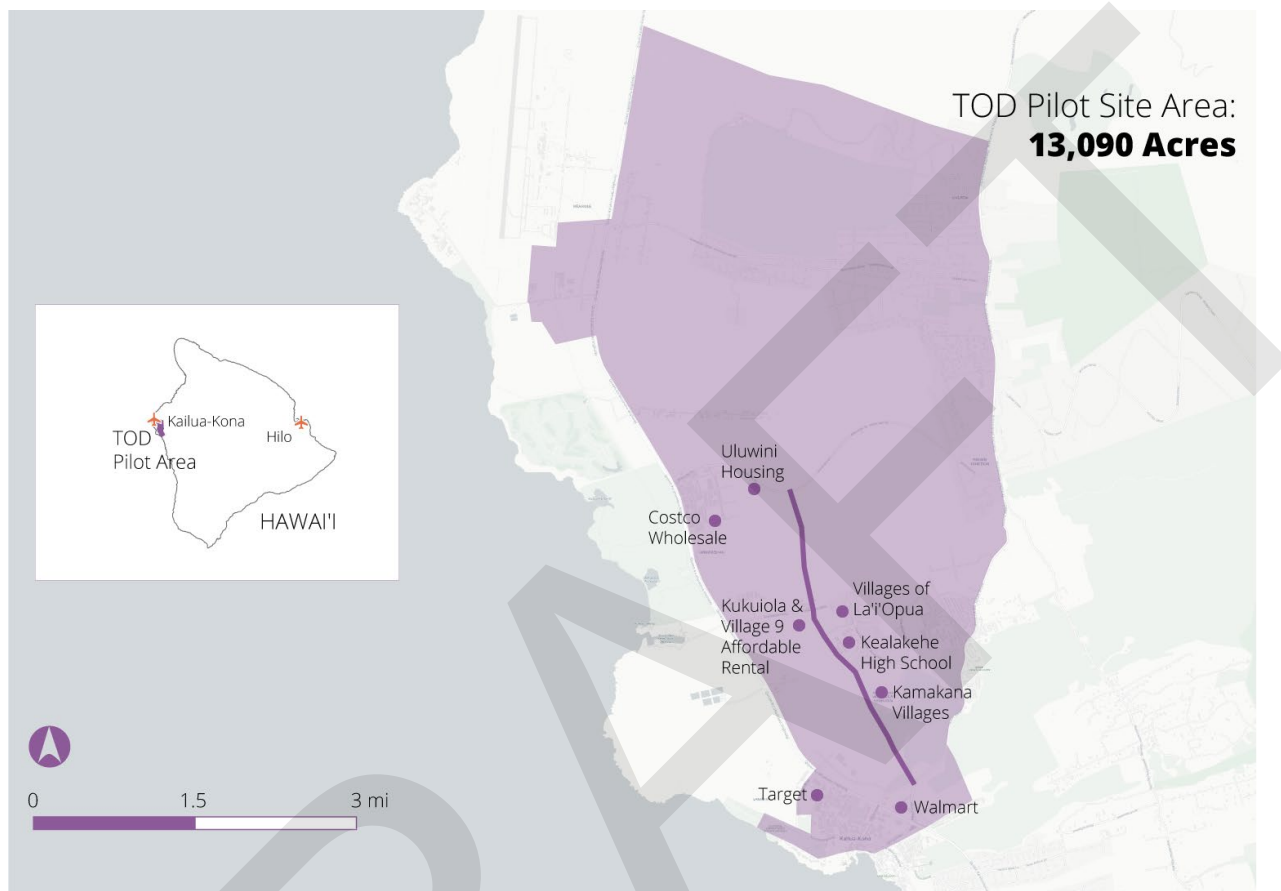 TOD Pilot Site Area:
13,090 Acres
Kailua-Kona
Hilo
TOD
Pilot Area
HAWAI'I
Uluwini
Housing
Costco
Wholesale
Villages of
La'i'Opua
Kukuiola &
Village 9
Affordable
Rental
Kealakehe
High School
Kamakana
Villages
Target
Walmart
0 1.5 3 mi
DRAFT